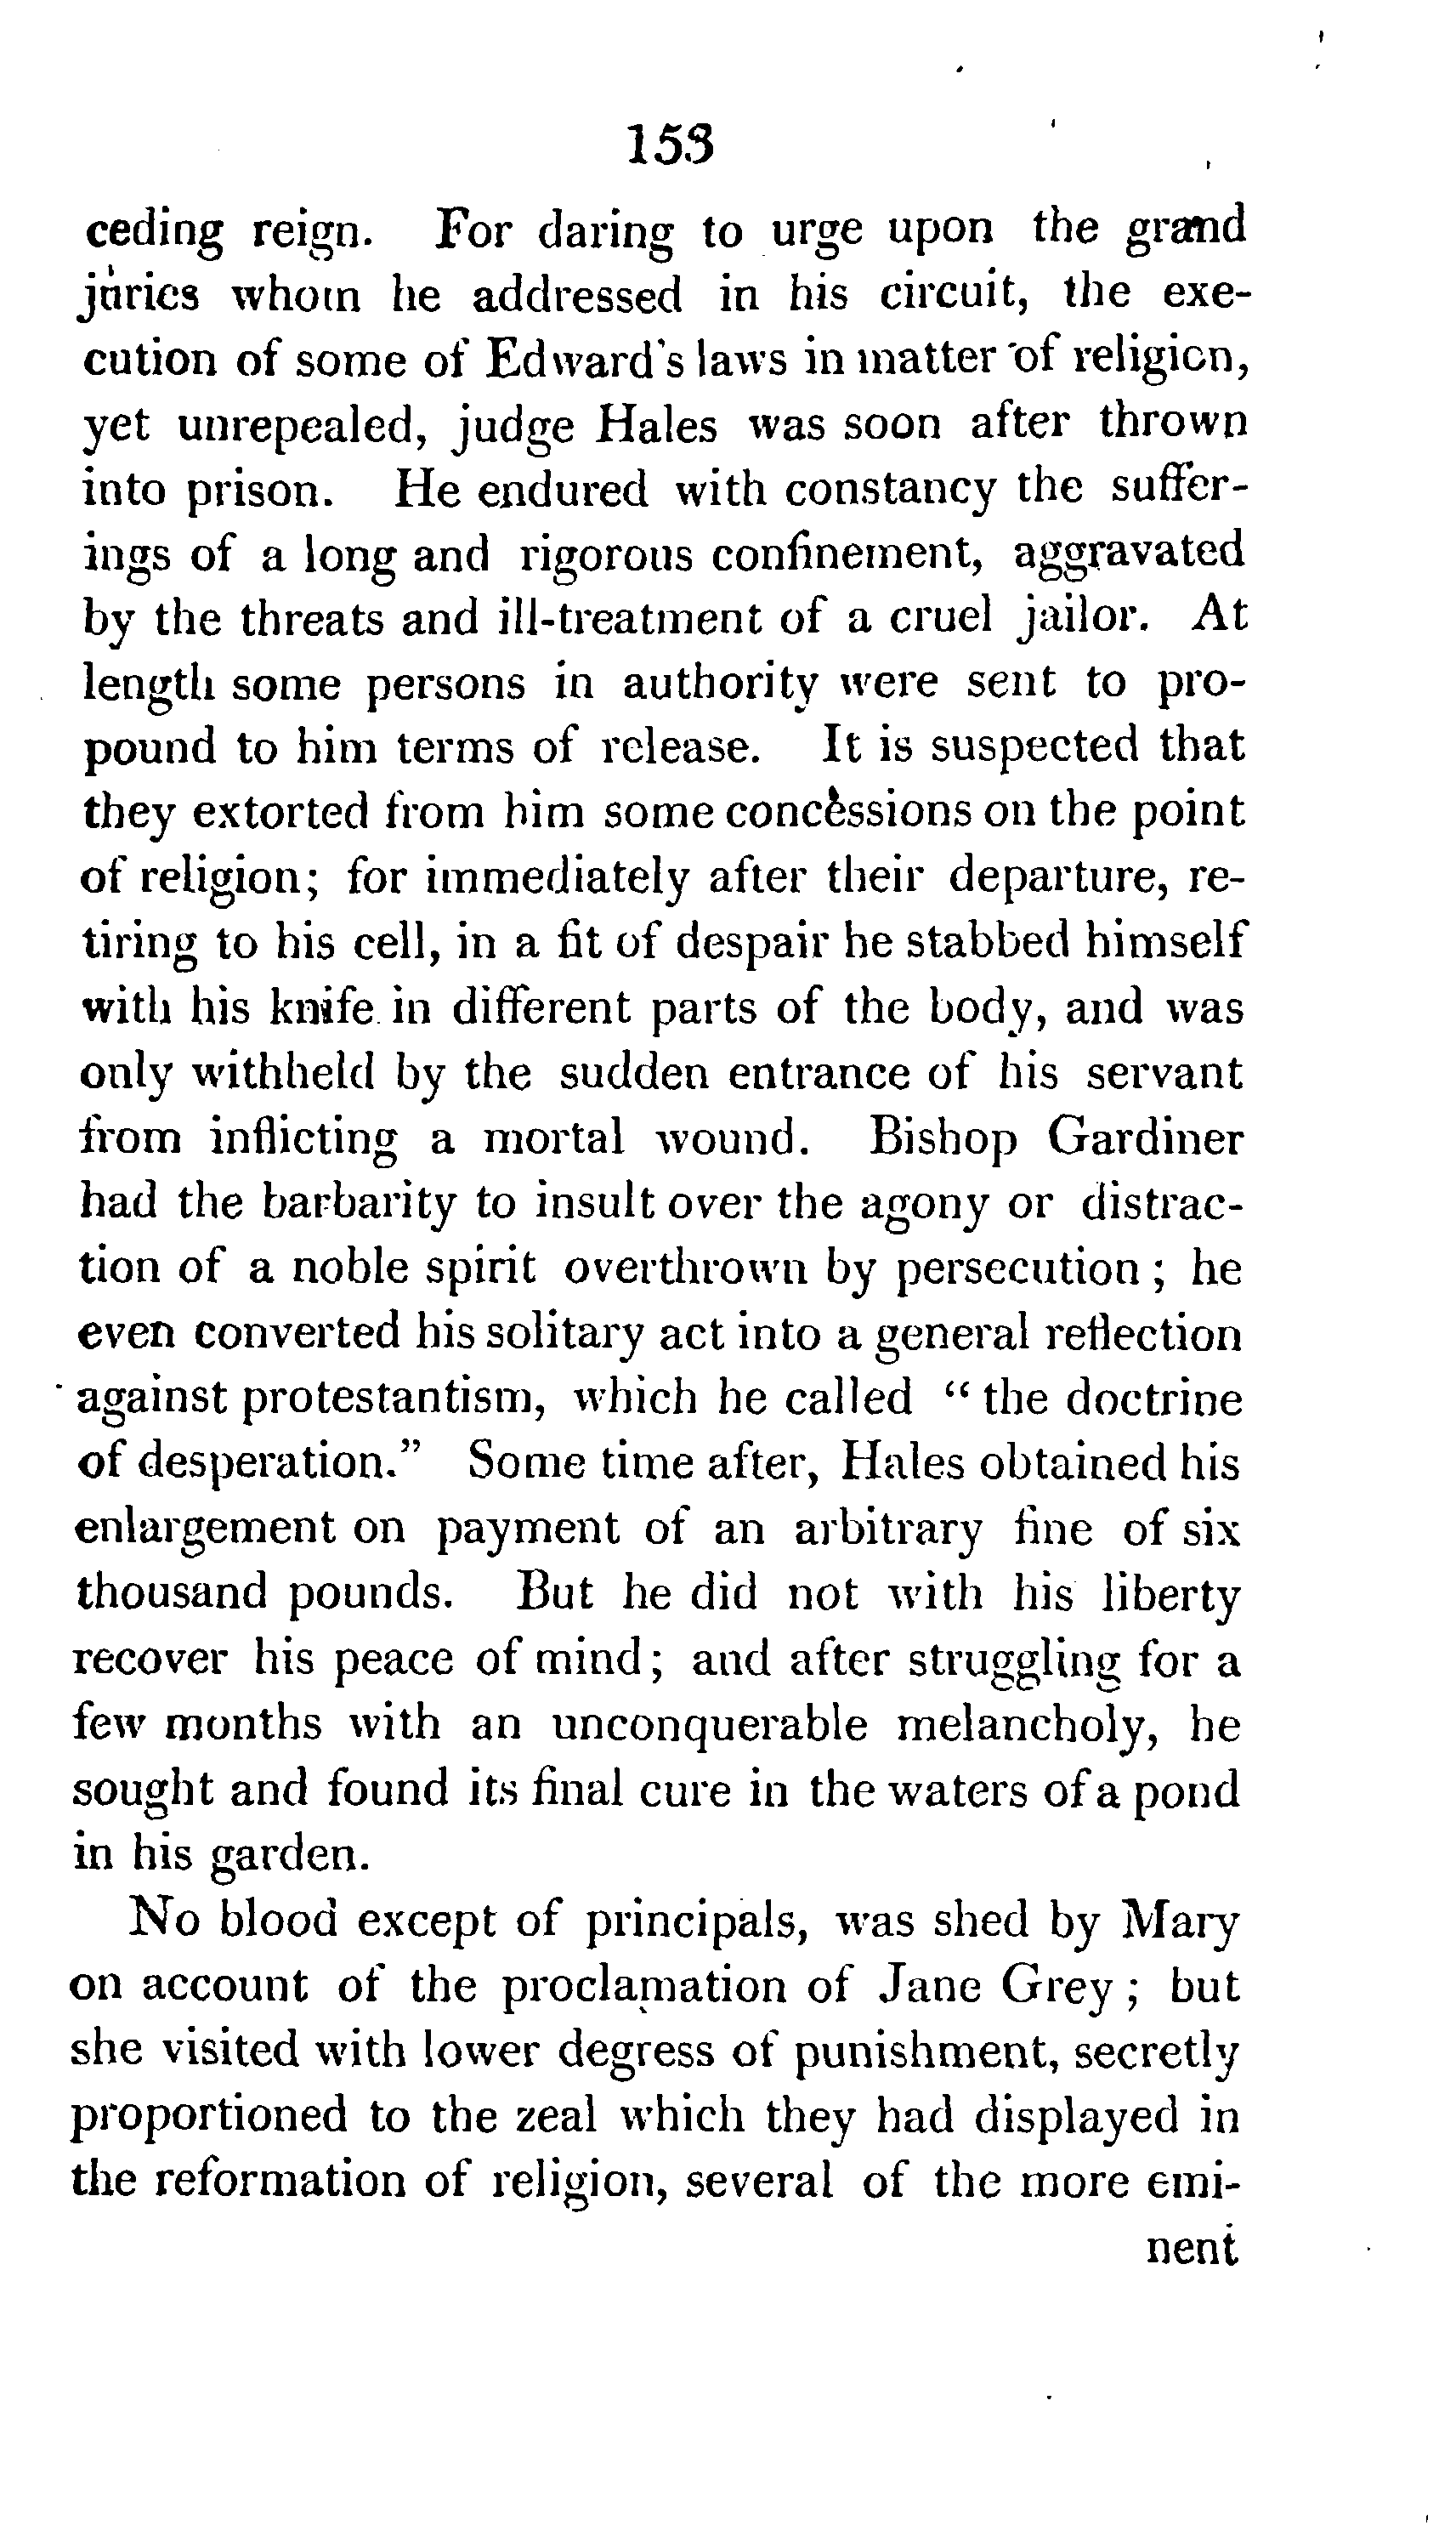 153
ceding reign. For daring to urge upon the grand
juries whom he addressed in his circuit, the exe-
cution of some of Edward's laws in matter of religion,
yet unrepealed, judge Hales was soon after thrown
into prison. He endured with constancy the suffer-
ings of a long and rigorous confinement, aggravated
by the threats and ill-treatment of a cruel jailor. At
length some persons in authority were sent to pro-
pound to him terms of release. It is suspected that
they extorted from him some concessions on the point
of religion; for immediately after their departure, re-
tiring to his cell, in a fit of despair he stabbed himself
with his knife in different parts of the body, and was
only withheld by the sudden entrance of his servant
from inflicting a mortal wound. Bishop Gardiner
had the barbarity to insult over the agony or distrac-
tion of a noble spirit overthrown by persecution; he
even converted his solitary act into a general reflection
against protestantism, which he called "the doctrine
of desperation." Some time after, Hales obtained his
enlargement on payment of an arbitrary fine of six
thousand pounds. But he did not with his liberty
recover his peace of mind; and after struggling for a
few months with an unconquerable melancholy, he
sought and found its final cure in the waters of a pond
in his garden.
No blood except of principals, was shed by Mary
on account of the proclamation of Jane Grey; but
she visited with lower degress of punishment, secretly
proportioned to the zeal which they had displayed in
the reformation of religion, several of the more emi-
nent